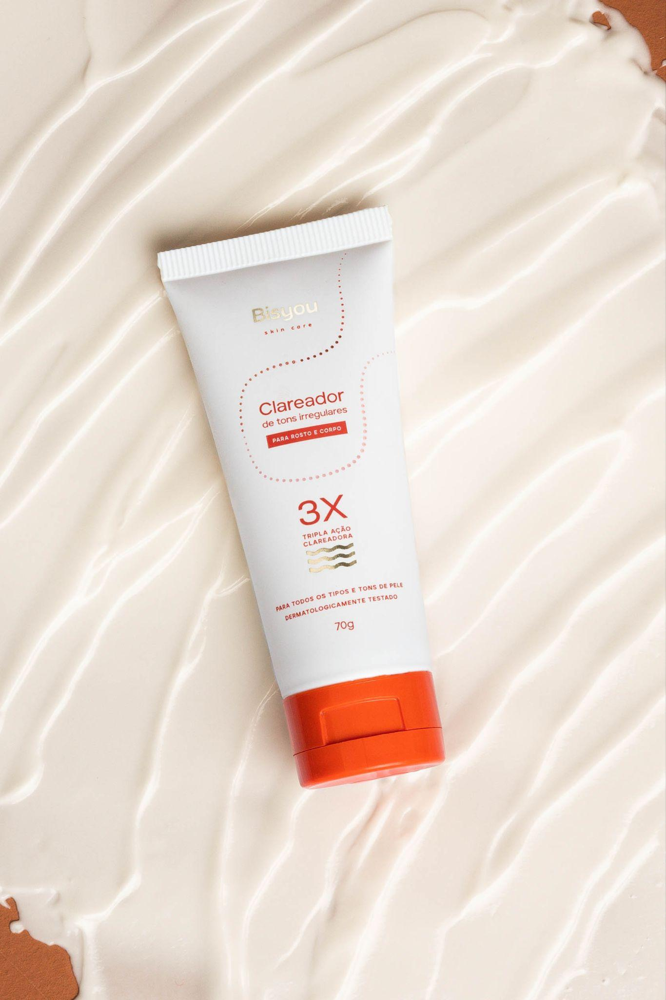 Bisyou
skin care
Clareador
de tons irregulares
PARA ROSTO E CORPO
3X
TRIPLA AÇÃO
CLAREADORA
PARA TODOS OS TIPOS E TONS DE PELE
DERMATOLOGICAMENTE TESTADO
70g